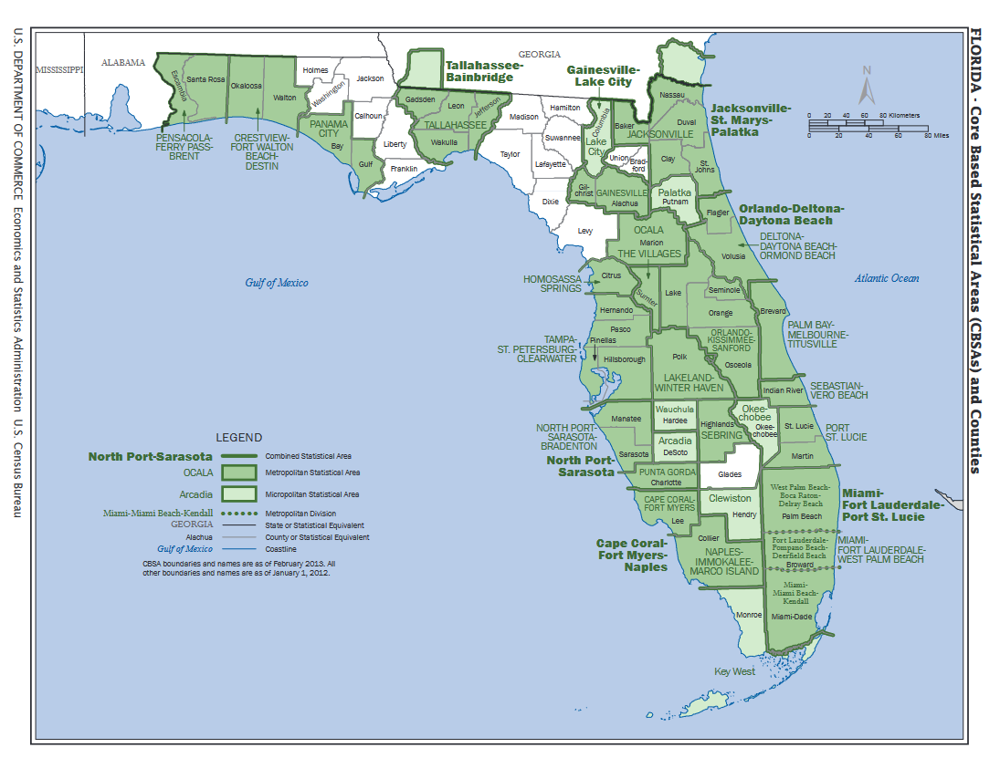 FLORIDA - Core Based Statistical Areas (CBSAs) and Counties
U.S. DEPARTMENT OF COMMERCE Economics and Statistics Administration U.S. Census Bureau
MISSISSIPPI
ALABAMA
GEORGIA
Tallahassee-
Bainbridge
Gainesville-
Lake City
N
0 20 40 60 80 Kilometers
0 20 40 60 80 Miles
Jacksonville-
St. Marys-
Palatka
Escambia
Santa Rosa
Okaloosa
Walton
Holmes
Washington
Jackson
PANAMA
CITY
Bay
Calhoun
Gulf
Liberty
Franklin
Gadsden
Leon
Jefferson
TALLAHASSEE
Wakulla
Madison
Taylor
Hamilton
Suwannee
Lafayette
Dixie
Columbia
Lake
City
Baker
Nassau
Duval
JACKSONVILLE
Union
Brad-
ford
Clay
St.
Johns
PENSACOLA-
FERRY PASS-
BRENT
CRESTVIEW-
FORT WALTON
BEACH-
DESTIN
Gil-
christ
GAINESVILLE
Alachua
Palatka
Putnam
Flagler
Orlando-Deltona-
Daytona Beach
DELTONA-
DAYTONA BEACH-
ORMOND BEACH
Levy
OCALA
Marion
THE VILLAGES
Volusia
Gulf of Mexico
Atlantic Ocean
HOMOSASSA
SPRINGS
Citrus
Sumter
Lake
Seminole
Orange
Hernando
Pasco
Brevard
PALM BAY-
MELBOURNE-
TITUSVILLE
TAMPA-
ST. PETERSBURG-
CLEARWATER
Pinellas
Hillsborough
Polk
LAKELAND-
WINTER HAVEN
ORLANDO-
KISSIMMEE-
SANFORD
Osceola
Indian River
SEBASTIAN-
VERO BEACH
Manatee
Wauchula
Hardee
Highlands
SEBRING
Okee-
chobee
Okee-
chobee
St. Lucie
PORT
ST. LUCIE
Martin
NORTH PORT-
SARASOTA-
BRADENTON
North Port-
Sarasota
Sarasota
Arcadia
DeSoto
PUNTA GORDA
Charlotte
Glades
CAPE CORAL-
FORT MYERS
Lee
Clewiston
Hendry
West Palm Beach-
Boca Raton-
Delray Beach
Palm Beach
Miami-
Fort Lauderdale-
Port St. Lucie
Cape Coral-
Fort Myers-
Naples
Collier
NAPLES-
IMMOKALEE-
MARCO ISLAND
Fort Lauderdale-
Pompano Beach-
Deerfield Beach
Broward
MIAMI-
FORT LAUDERDALE-
WEST PALM BEACH
Miami-
Miami Beach-
Kendall
Miami-Dade
Monroe
Key West
LEGEND
North Port-Sarasota Combined Statistical Area
OCALA Metropolitan Statistical Area
Arcadia Micropolitan Statistical Area
Miami-Miami Beach-Kendall Metropolitan Division
GEORGIA State or Statistical Equivalent
Alachua County or Statistical Equivalent
Gulf of Mexico Coastline
CBSA boundaries and names are as of February 2013. All
other boundaries and names are as of January 1, 2012.